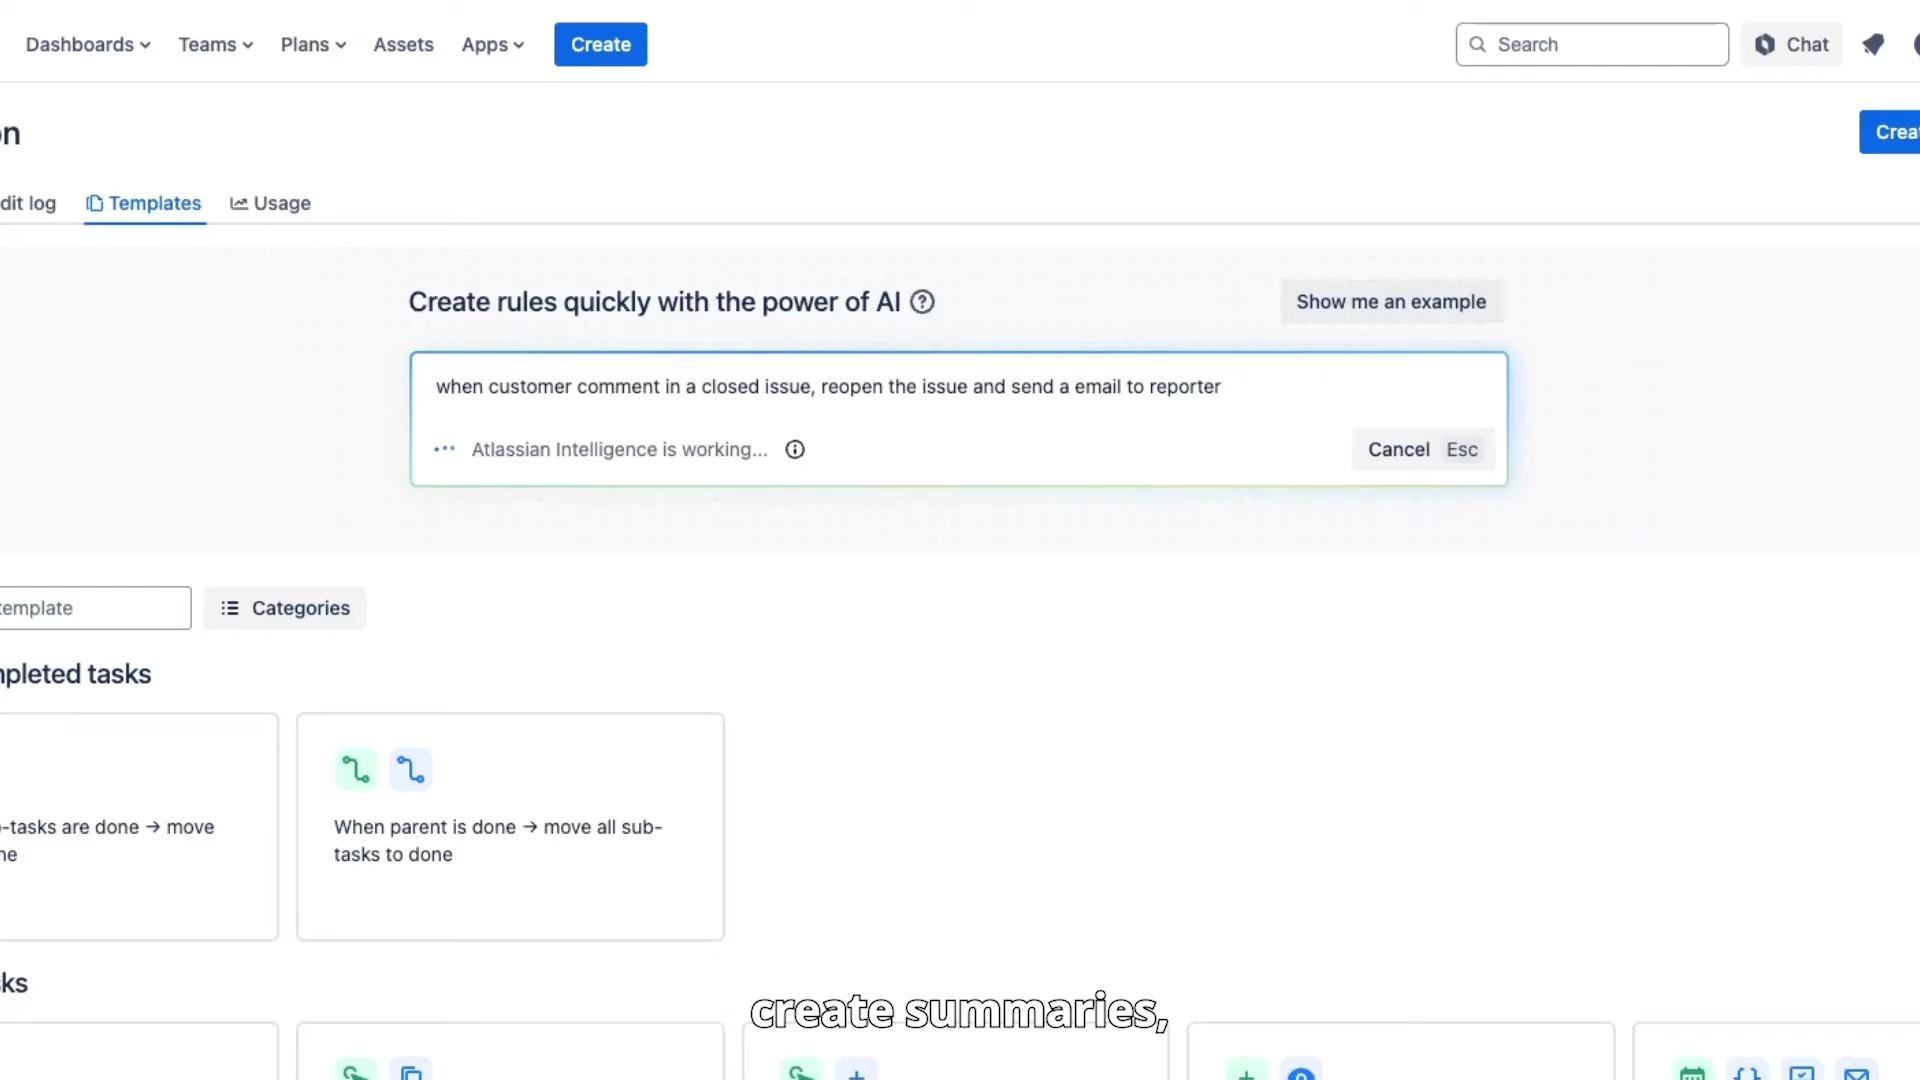 Dashboards Teams Plans Assets Apps Create Search Chat
on
Crea
dit log Templates Usage
Create rules quickly with the power of AI Show me an example
when customer comment in a closed issue, reopen the issue and send a email to reporter
Atlassian Intelligence is working... Cancel Esc
template Categories
mpleted tasks
-tasks are done → move
ne
When parent is done → move all sub-
tasks to done
ks
create summaries,